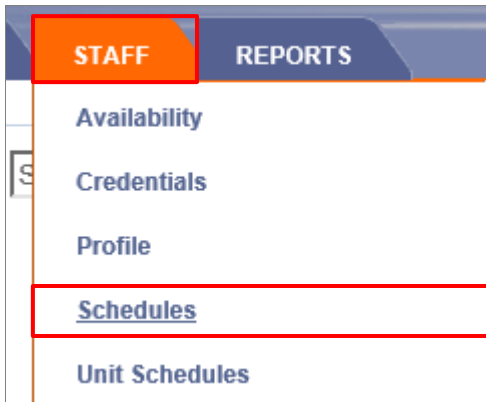 STAFF REPORTS
Availability
S
Credentials
Profile
Schedules
Unit Schedules